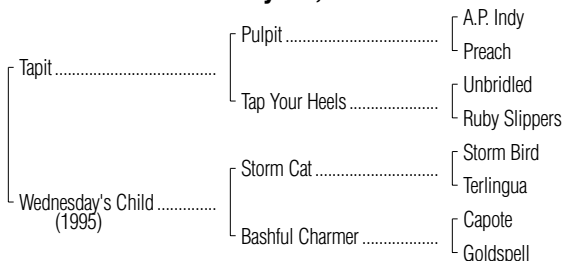 A.P. Indy
Pulpit ......................................
Preach
Tapit .......................................
Unbridled
Tap Your Heels ......................
Ruby Slippers
Storm Bird
Storm Cat ...............................
Terlingua
Wednesday's Child ..............
(1995)
Capote
Bashful Charmer ...................
Goldspell